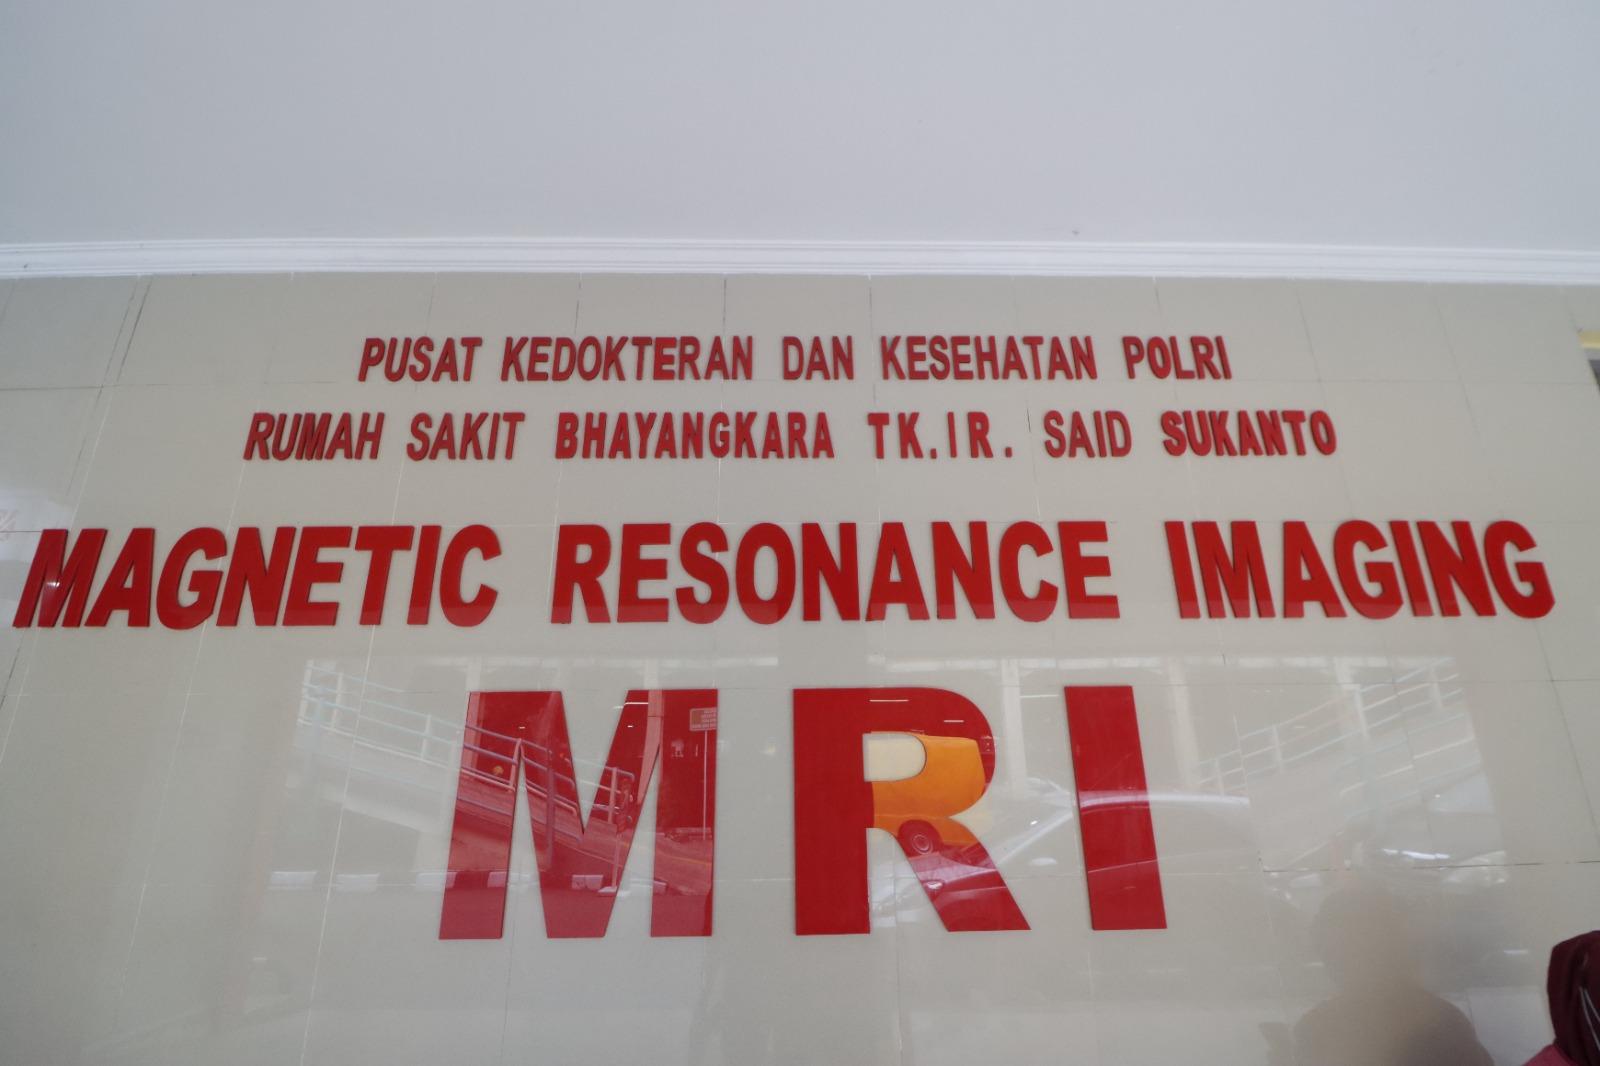 PUSAT KEDOKTERAN DAN KESEHATAN POLRI
RUMAH SAKIT BHAYANGKARA TK.IR. SAID SUKANTO
MAGNETIC RESONANCE IMAGING
MRI